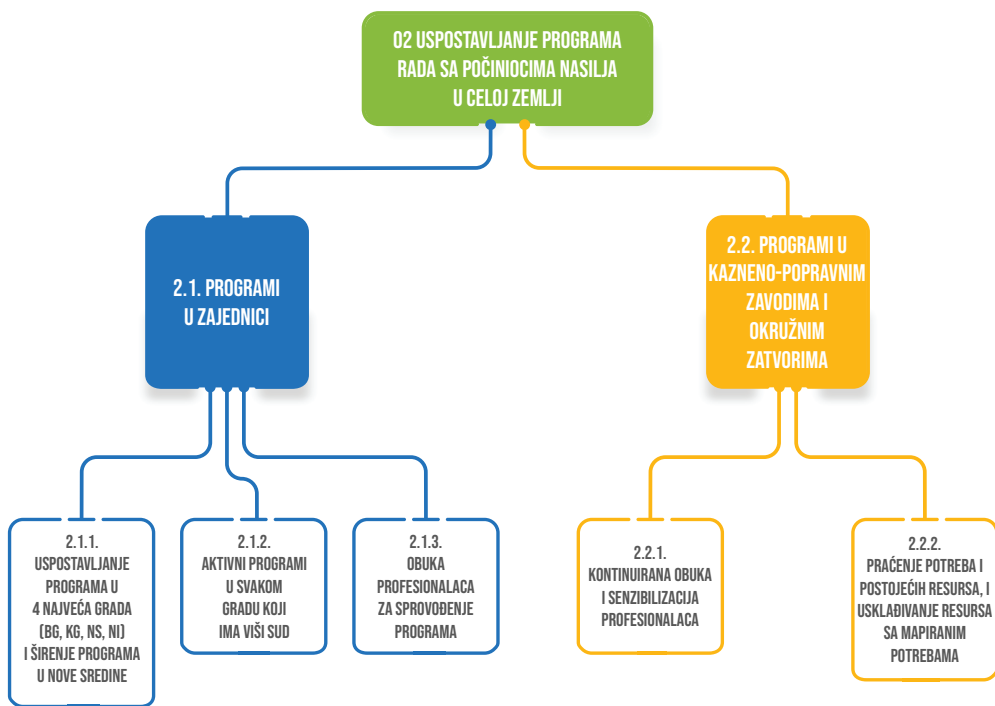 02 USPOSTAVLJANJE PROGRAMA
RADA SA POČINIOCIMA NASILJA
U CELOJ ZEMLJI
2.1. PROGRAMI
U ZAJEDNICI
2.2. PROGRAMI U
KAZNENO-POPRAVNIM
ZAVODIMA I
OKRUŽNIM
ZATVORIMA
2.1.1.
USPOSTAVLJANJE
PROGRAMA U
4 NAJVEĆA GRADA
(BG, KG, NS, NI)
I ŠIRENJE PROGRAMA
U NOVE SREDINE
2.1.2.
AKTIVNI PROGRAMI
U SVAKOM
GRADU KOJI
IMA VIŠI SUD
2.1.3.
OBUKA
PROFESIONALACA
ZA SPROVOĐENJE
PROGRAMA
2.2.1.
KONTINUIRANA OBUKA
I SENZIBILIZACIJA
PROFESIONALACA
2.2.2.
PRAĆENJE POTREBA I
POSTOJEĆIH RESURSA, I
USKLAĐIVANJE RESURSA
SA MAPIRANIM
POTREBAMA